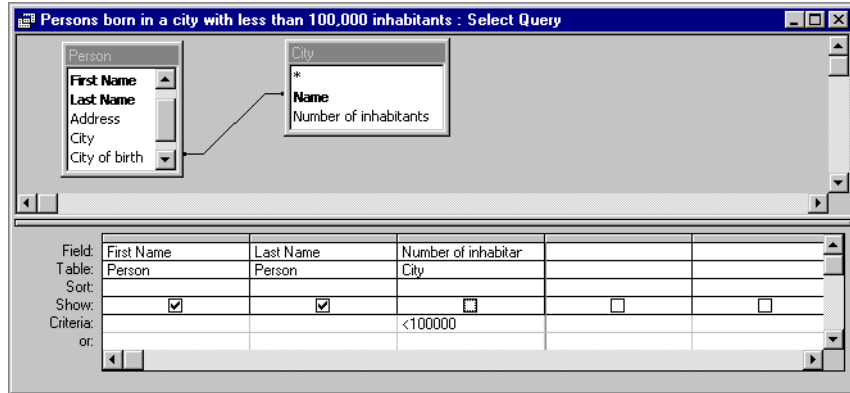 Persons born in a city with less than 100,000 inhabitants : Select Query
Person
First Name
Last Name
Address
City
City of birth
City
*
Name
Number of inhabitants
Field: First Name Last Name Number of inhabitar
Table: Person Person City
Sort:
Show:
Criteria: <100000
or: